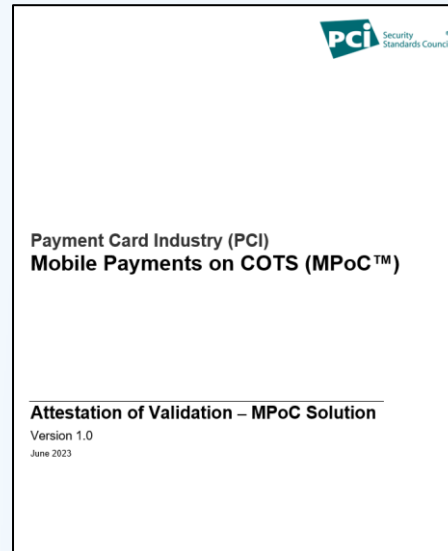 PCI
Security
Standards Council
®
Payment Card Industry (PCI)
Mobile Payments on COTS (MPoC™)
Attestation of Validation – MPoC Solution
Version 1.0
June 2023